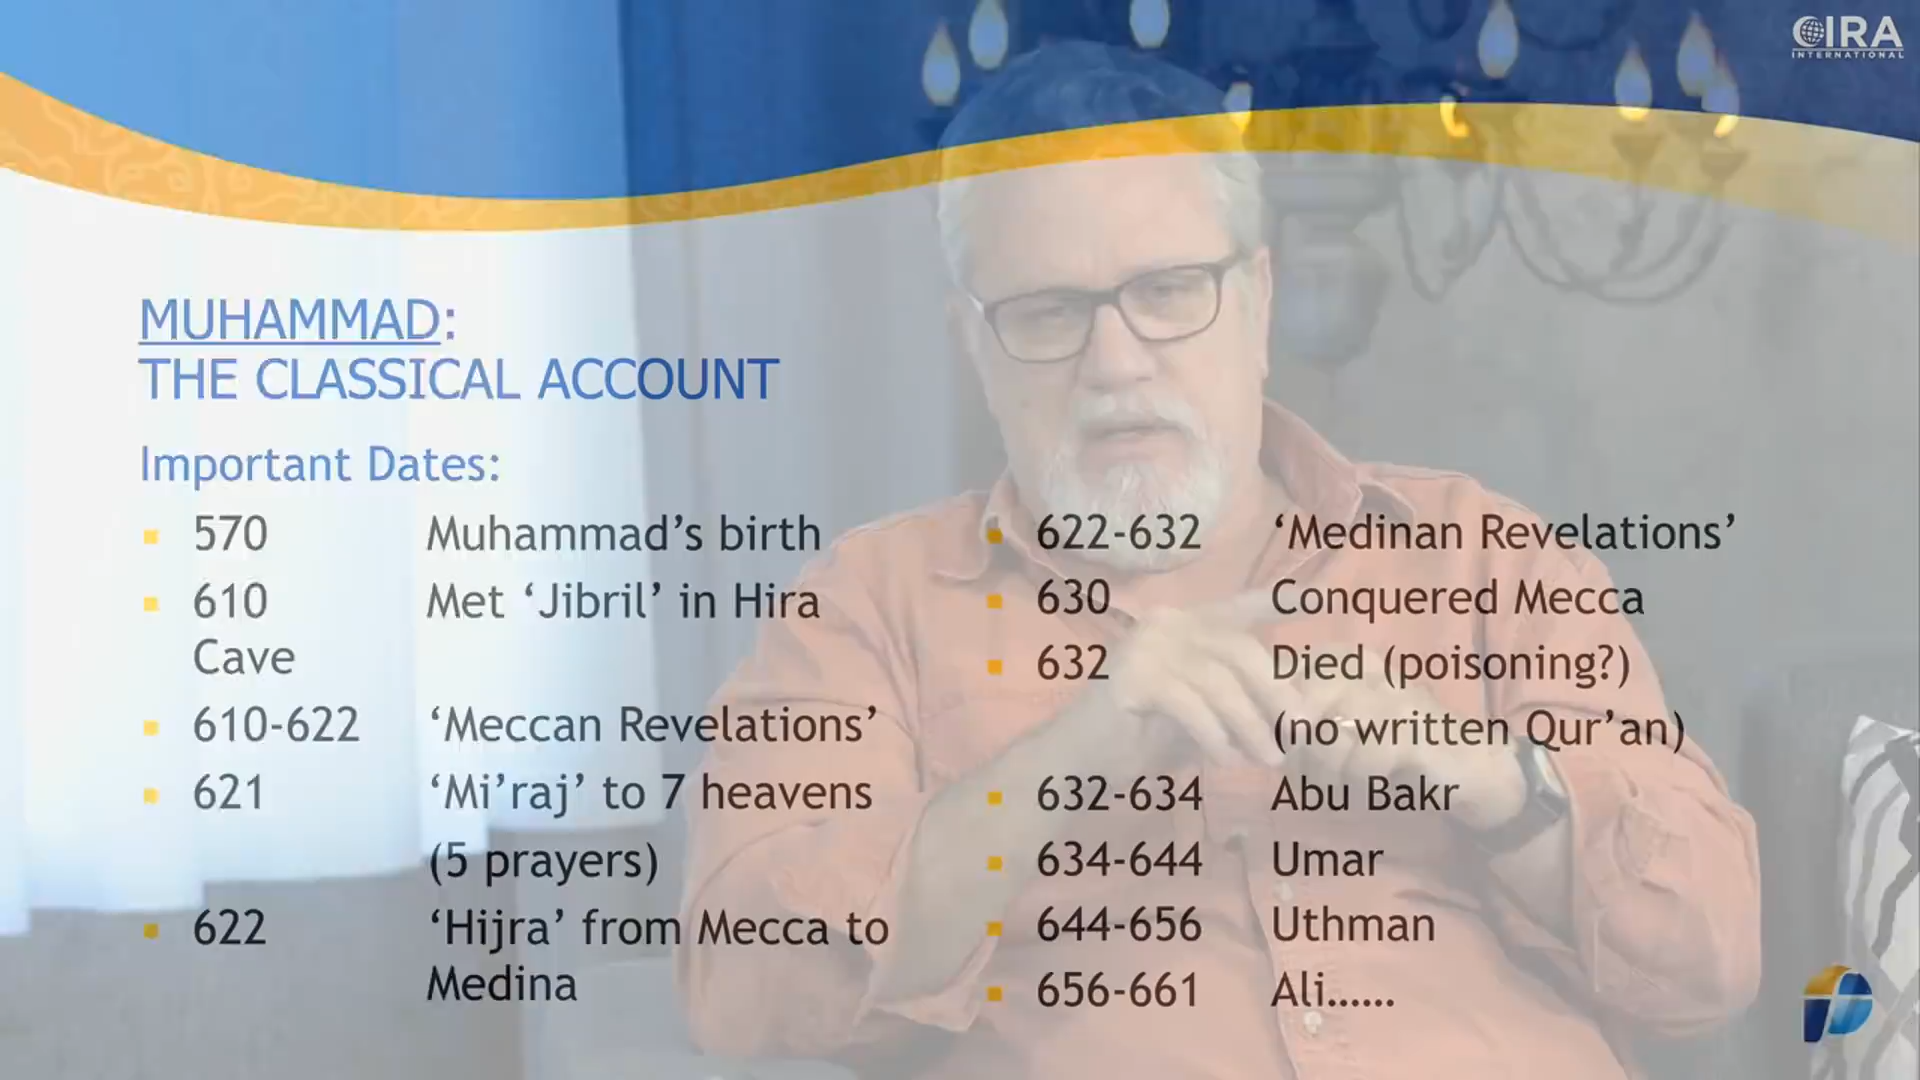 CIRA
INTERNATIONAL
MUHAMMAD:
THE CLASSICAL ACCOUNT
Important Dates:
570 Muhammad’s birth
610 Met ‘Jibril’ in Hira
Cave
610-622 ‘Meccan Revelations’
621 ‘Mi’raj’ to 7 heavens
(5 prayers)
622 ‘Hijra’ from Mecca to
Medina
622-632 ‘Medinan Revelations’
630 Conquered Mecca
632 Died (poisoning?)
(no written Qur’an)
632-634 Abu Bakr
634-644 Umar
644-656 Uthman
656-661 Ali……